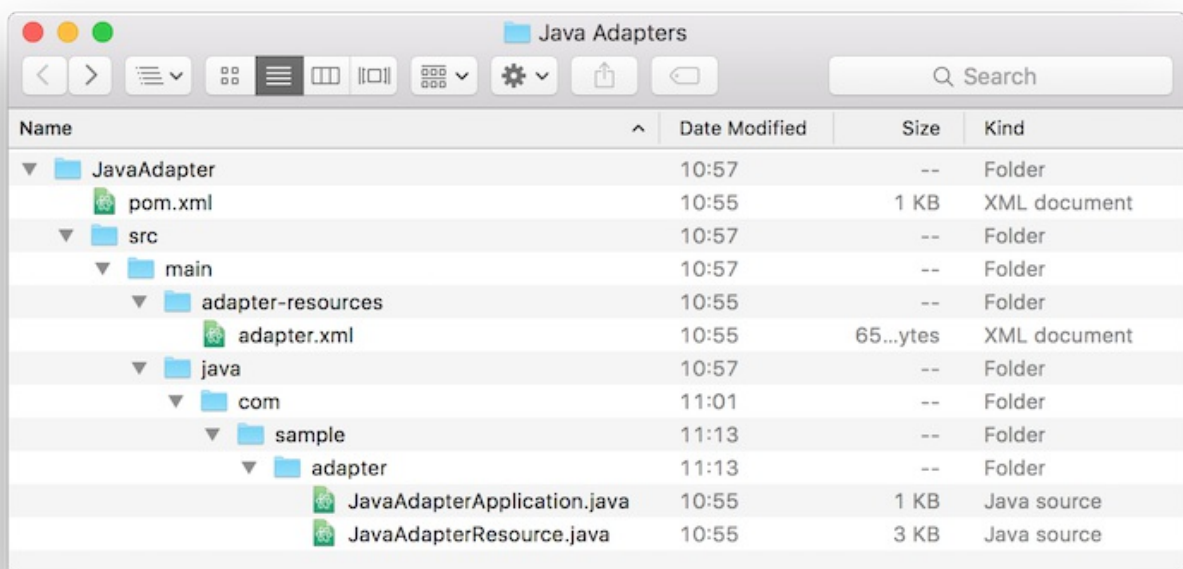 Java Adapters
Search
Name Date Modified Size Kind
JavaAdapter 10:57 -- Folder
pom.xml 10:55 1 KB XML document
src 10:57 -- Folder
main 10:57 -- Folder
adapter-resources 10:55 -- Folder
adapter.xml 10:55 65...ytes XML document
java 10:57 -- Folder
com 11:01 -- Folder
sample 11:13 -- Folder
adapter 11:13 -- Folder
JavaAdapterApplication.java 10:55 1 KB Java source
JavaAdapterResource.java 10:55 3 KB Java source